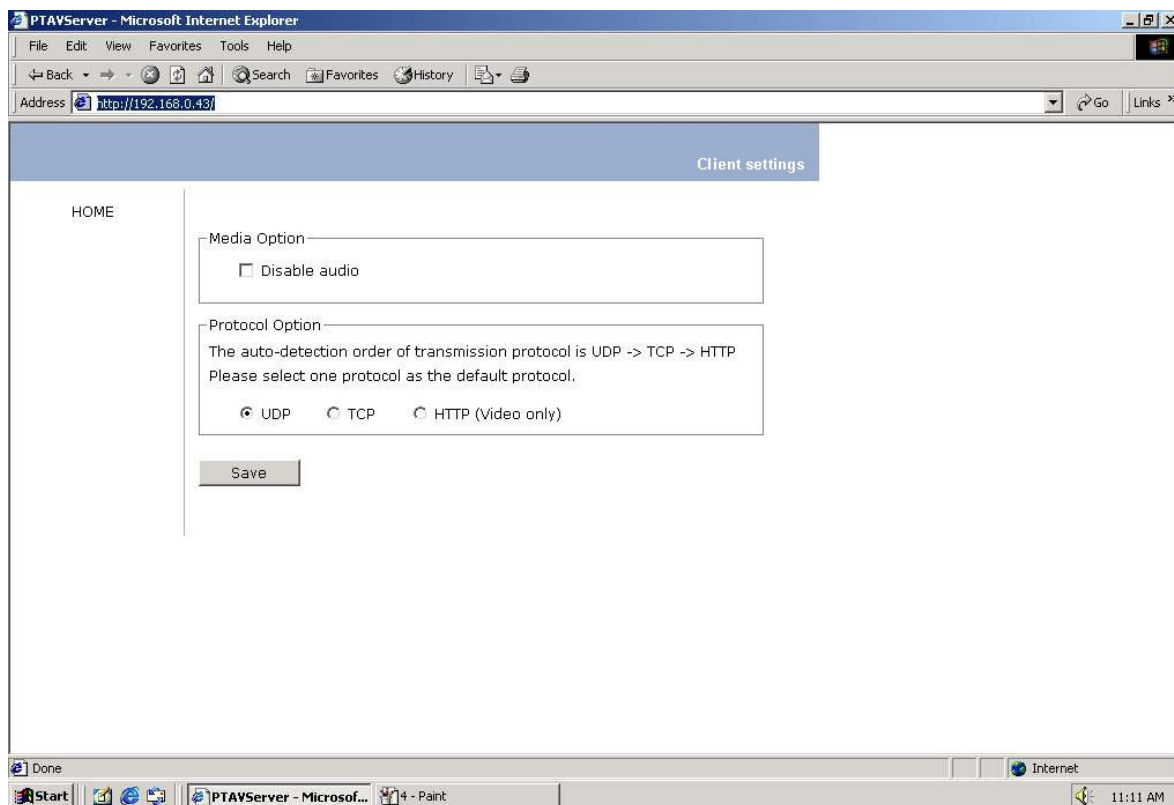 PTAVServer - Microsoft Internet Explorer
File Edit View Favorites Tools Help
Back Search Favorites History
Address http://192.168.0.43/ Go Links »
Client settings
HOME
Media Option
Disable audio
Protocol Option
The auto-detection order of transmission protocol is UDP -> TCP -> HTTP
Please select one protocol as the default protocol.
UDP TCP HTTP (Video only)
Save
Done Internet
Start PTAVServer - Microsof... 4 - Paint 11:11 AM